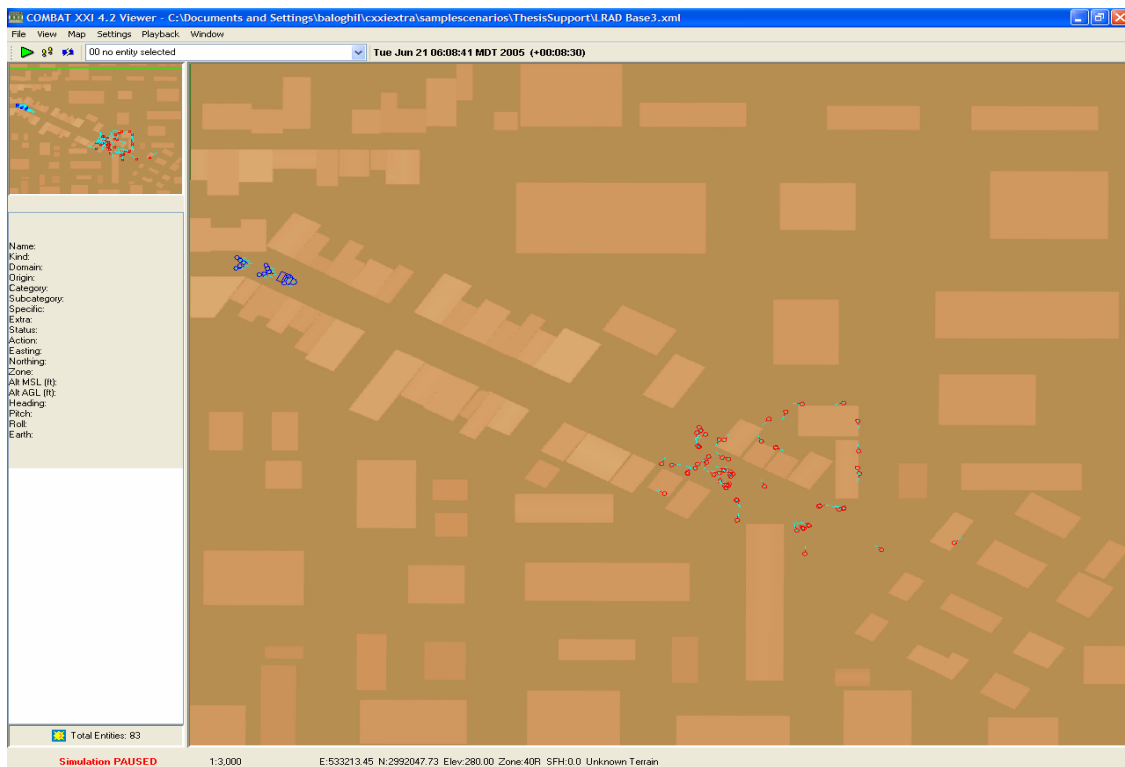 COMBAT XXI 4.2 Viewer - C:\Documents and Settings\baloghil\cxxiextra\samplescenarios\ThesisSupport\LRAD Base3.xml
File View Map Settings Playback Window
00 no entity selected Tue Jun 21 06:08:41 MDT 2005 (+00:08:30)
Name:
Kind:
Domain:
Origin:
Category:
Subcategory:
Specific:
Extra:
Status:
Action:
Easting:
Northing:
Zone:
Alt MSL (ft):
Alt AGL (ft):
Heading:
Pitch:
Roll:
Earth:
Total Entities: 83
Simulation PAUSED 1:3,000 E:533213.45 N:2992047.73 Elev:280.00 Zone:40R SFH:0.0 Unknown Terrain